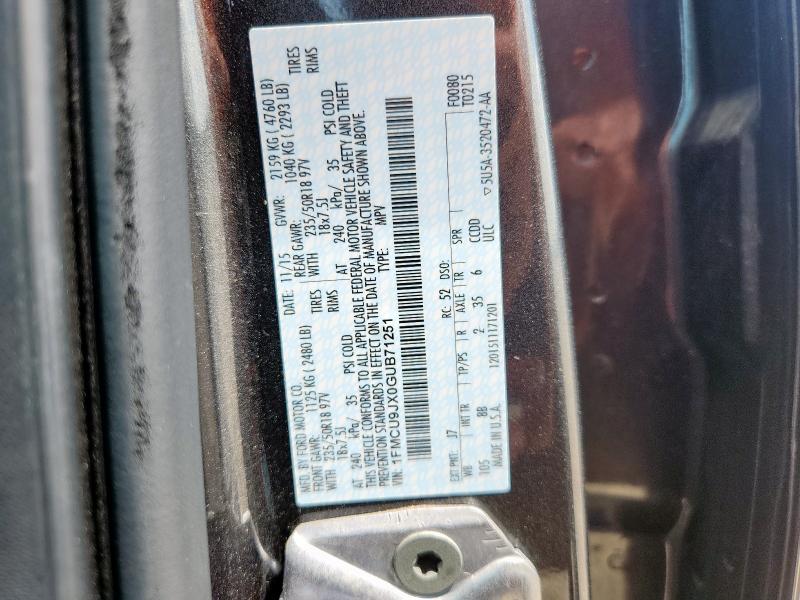 MFD. BY FORD MOTOR CO. DATE: 11/15 GVWR: 2159 KG ( 4760 LB)
FRONT GAWR: 1125 KG ( 2480 LB) REAR GAWR: 1040 KG ( 2293 LB)
WITH 235/50R18 97V TIRES WITH 235/50R18 97V TIRES
18x7.5J RIMS 18x7.5J RIMS
AT 240 kPa/ 35 PSI COLD AT 240 kPa/ 35 PSI COLD
THIS VEHICLE CONFORMS TO ALL APPLICABLE FEDERAL MOTOR VEHICLE SAFETY AND THEFT
PREVENTION STANDARDS IN EFFECT ON THE DATE OF MANUFACTURE SHOWN ABOVE.
VIN: 1FMCU9JX0GUB71251 TYPE: MPV
F0080
EXT PNT: J7 RC: 52 DSO: T0215
WB INT TR TP/PS R AXLE TR SPR
105 8B 2 35 6 CCDD
MADE IN U.S.A. 1201511171201 ULC ▽5U5A-3520472-AA